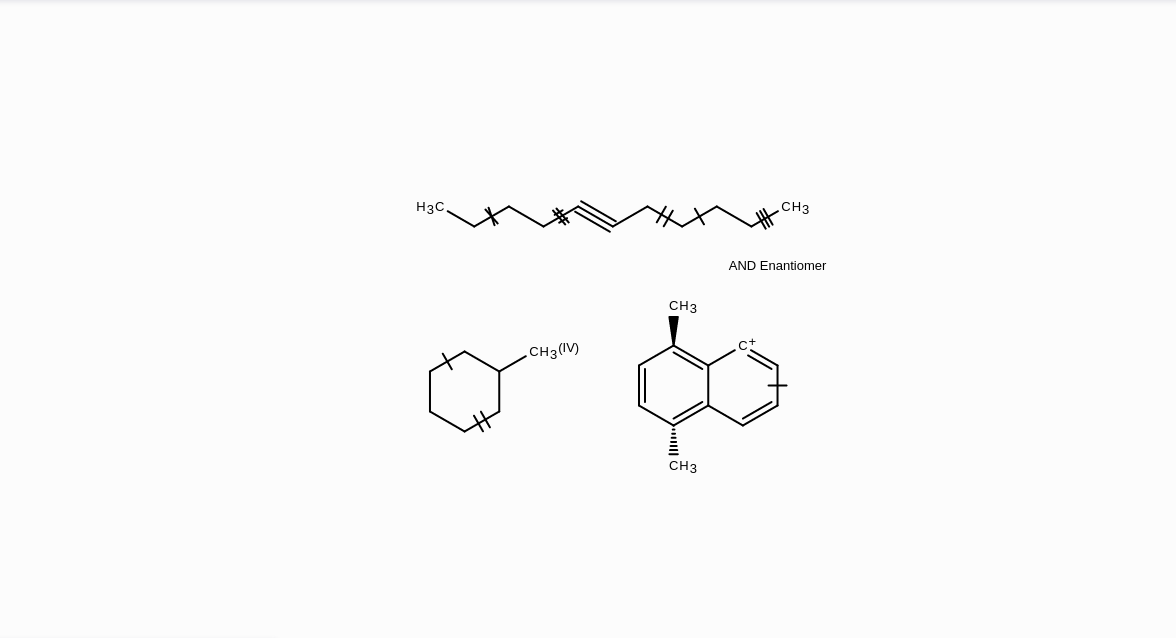 H3C CH3
AND Enantiomer
CH3
C+
CH3(IV)
CH3